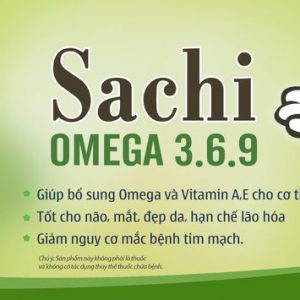 Sachi
OMEGA 3.6.9
Giúp bổ sung Omega và Vitamin A,E cho cơ
Tốt cho não, mắt, đẹp da, hạn chế lão hóa
Giảm nguy cơ mắc bệnh tim mạch.
Chú ý: Sản phẩm này không phải là thuốc
và không có tác dụng thay thế thuốc chữa bệnh.